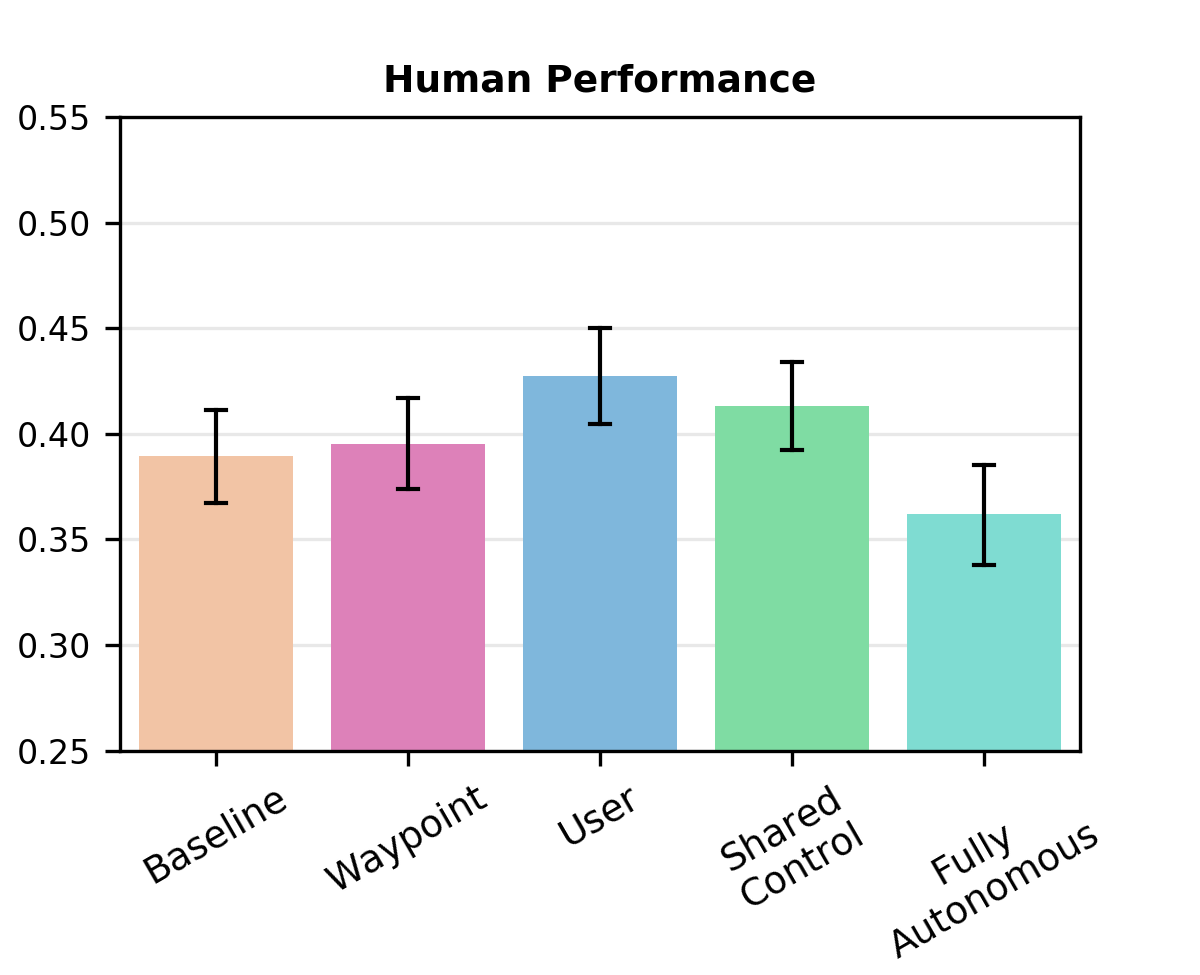 Human Performance
0.55
0.50
0.45
0.40
0.35
0.30
0.25
Baseline
Waypoint
User
Shared
Control
Fully
Autonomous